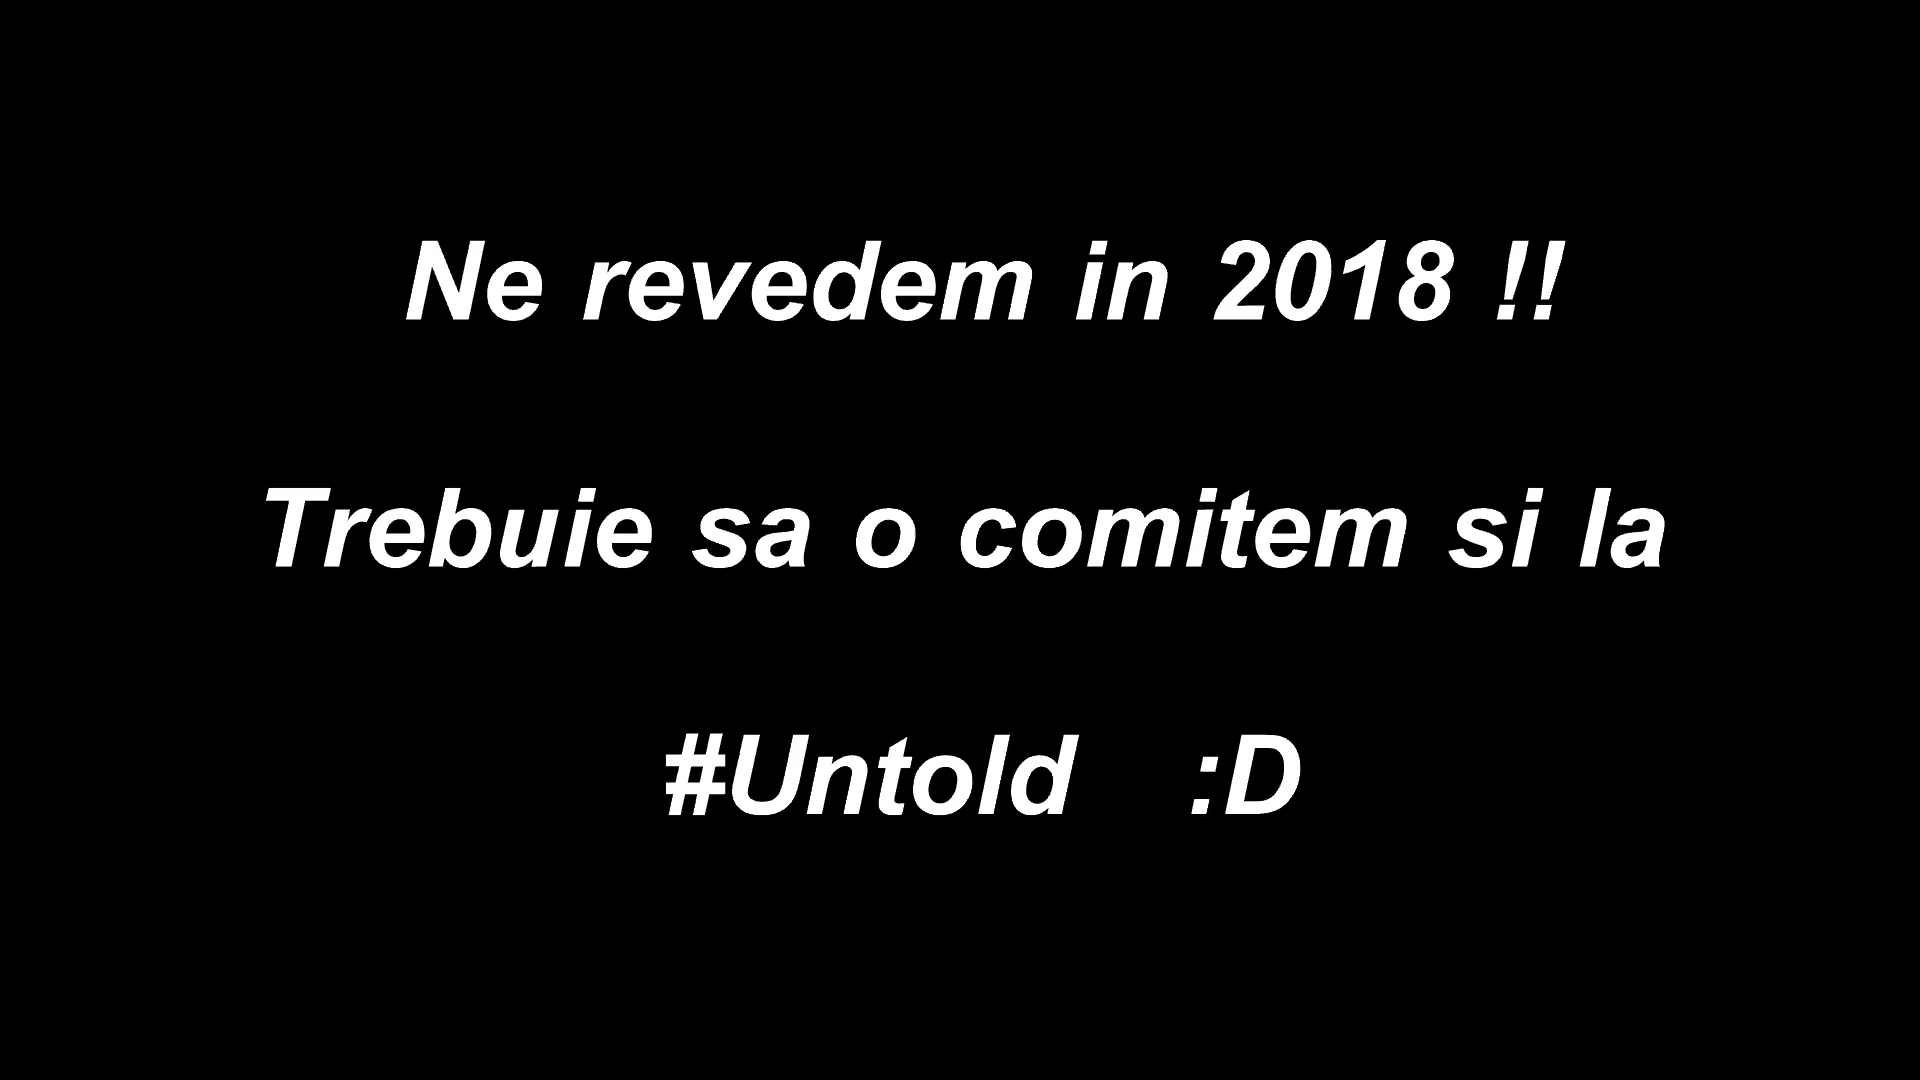 Ne revedem in 2018 !!
Trebuie sa o comitem si la
#Untold :D